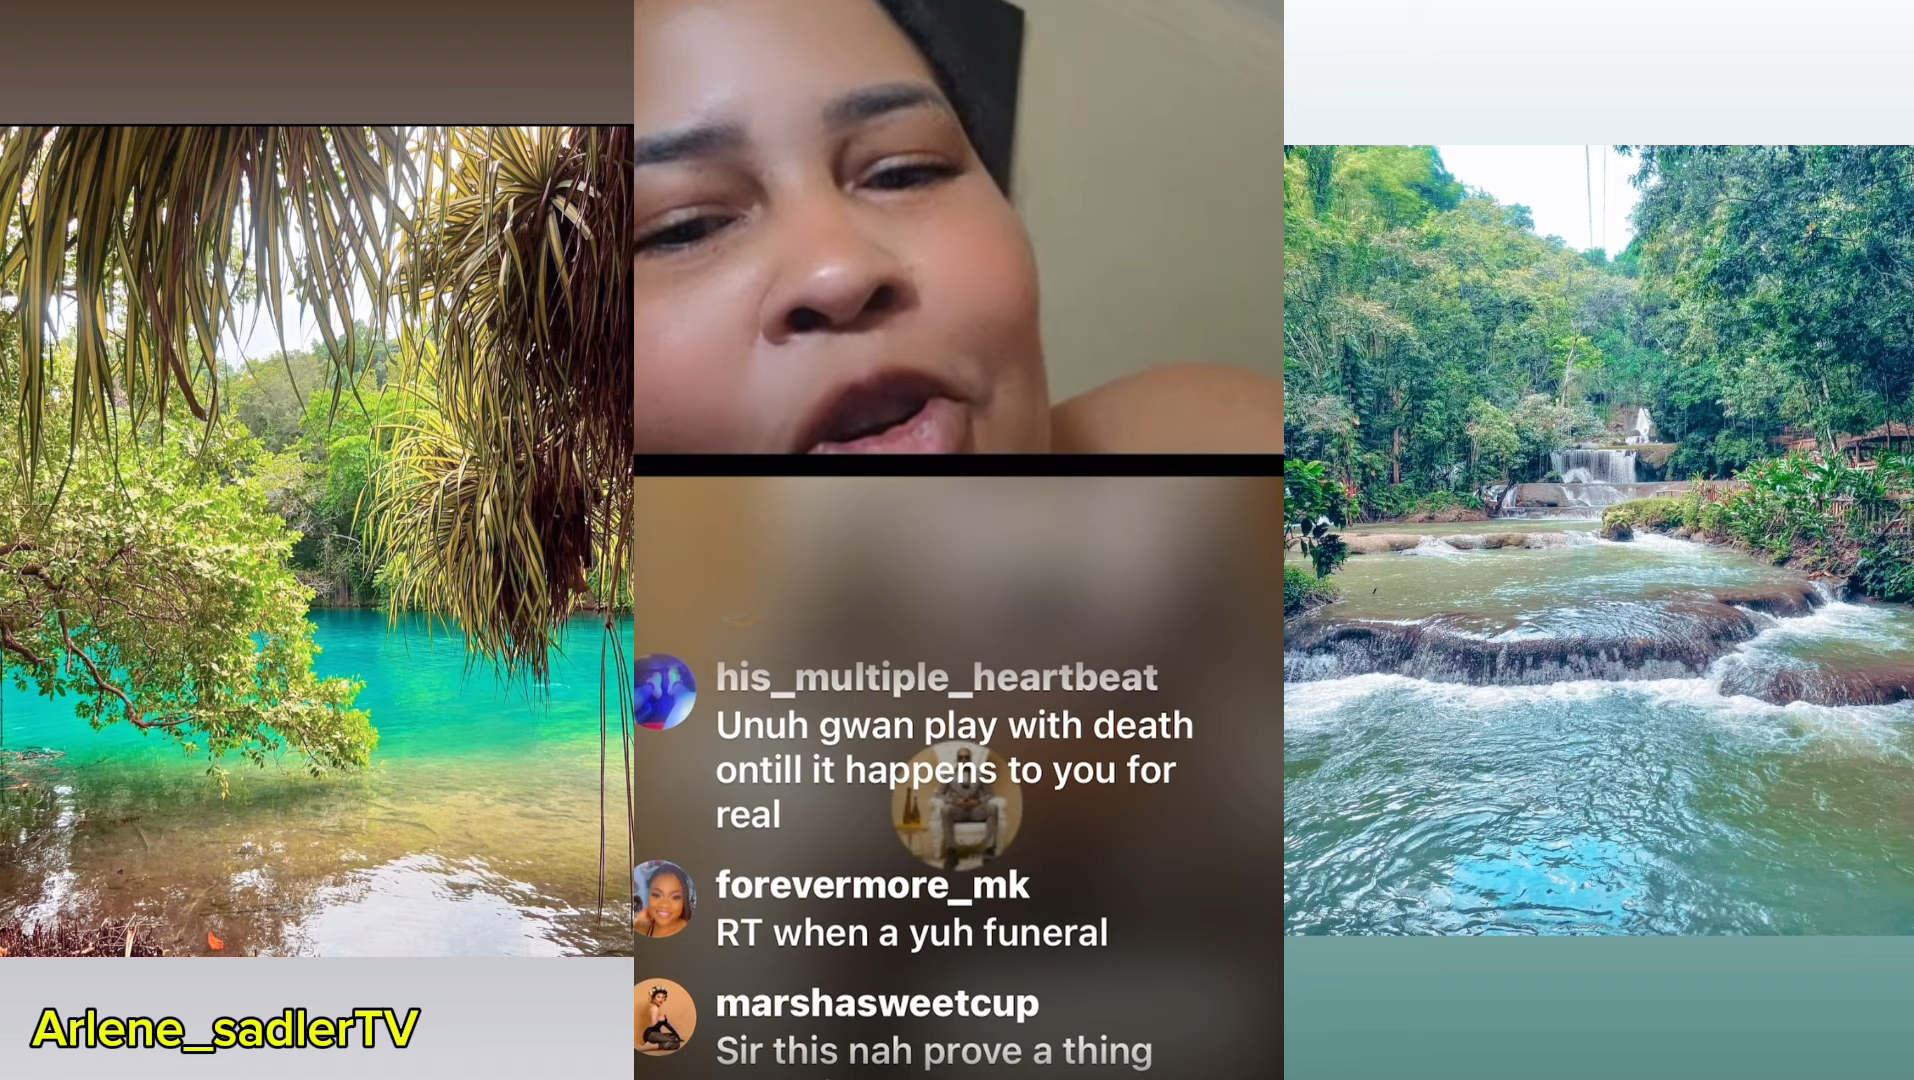 his_multiple_heartbeat
Unuh gwan play with death
ontill it happens to you for
real
forevermore_mk
RT when a yuh funeral
marshasweetcup
Sir this nah prove a thing
Arlene_sadlerTV